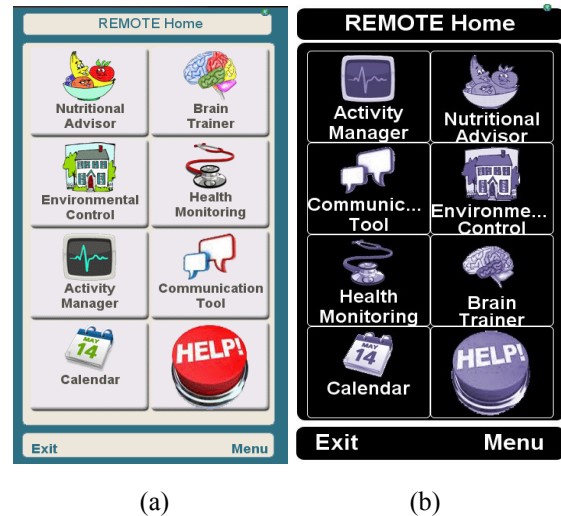 REMOTE Home
Nutritional
Advisor
Brain
Trainer
Environmental
Control
Health
Monitoring
Activity
Manager
Communication
Tool
MAY
14
Calendar
HELP!
Exit
Menu
(a)
REMOTE Home
Activity
Manager
Nutritional
Advisor
Communic...
Tool
Environme...
Control
Health
Monitoring
Brain
Trainer
MAY
14
Calendar
HELP!
Exit
Menu
(b)